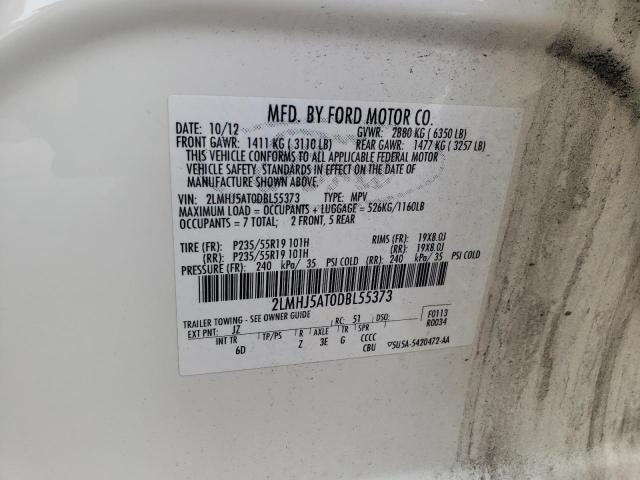 MFD. BY FORD MOTOR CO.
DATE: 10/12 GVWR: 2880 KG ( 6350 LB)
FRONT GAWR: 1411 KG ( 3110 LB) REAR GAWR: 1477 KG ( 3257 LB)
THIS VEHICLE CONFORMS TO ALL APPLICABLE FEDERAL MOTOR
VEHICLE SAFETY STANDARDS IN EFFECT ON THE DATE OF
MANUFACTURE SHOWN ABOVE.
VIN: 2LMHJ5AT0DBL55373 TYPE: MPV
MAXIMUM LOAD = OCCUPANTS + LUGGAGE = 526KG/1160LB
OCCUPANTS = 7 TOTAL; 2 FRONT, 5 REAR
TIRE (FR): P235/55R19 101H RIMS (FR): 19X8.0J
(RR): P235/55R19 101H (RR): 19X8.0J
PRESSURE (FR): 240 kPa/ 35 PSI COLD (RR): 240 kPa/ 35 PSI COLD
2LMHJ5AT0DBL55373
TRAILER TOWING - SEE OWNER GUIDE RC: 51 DSO: F0113
EXT PNT: JZ R0034
INT TR TP/PS R AXLE TR SPR
6D Z 3E G CCCC
CBU 5U5A-5420472-AA